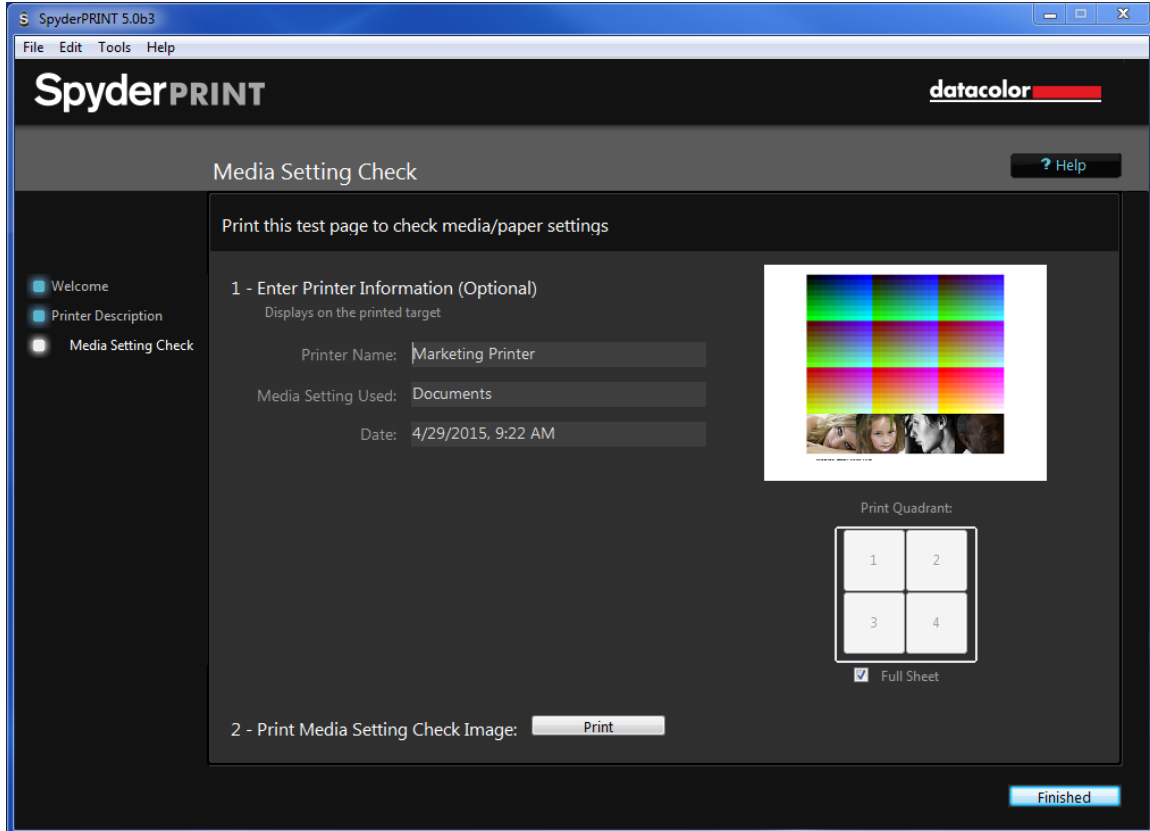 SpyderPRINT 5.0b3
File Edit Tools Help
SpyderPRINT
datacolor
Media Setting Check
? Help
Print this test page to check media/paper settings
Welcome
Printer Description
Media Setting Check
1 - Enter Printer Information (Optional)
Displays on the printed target
Printer Name: Marketing Printer
Media Setting Used: Documents
Date: 4/29/2015, 9:22 AM
Print Quadrant:
1 2
3 4
Full Sheet
2 - Print Media Setting Check Image: Print
Finished